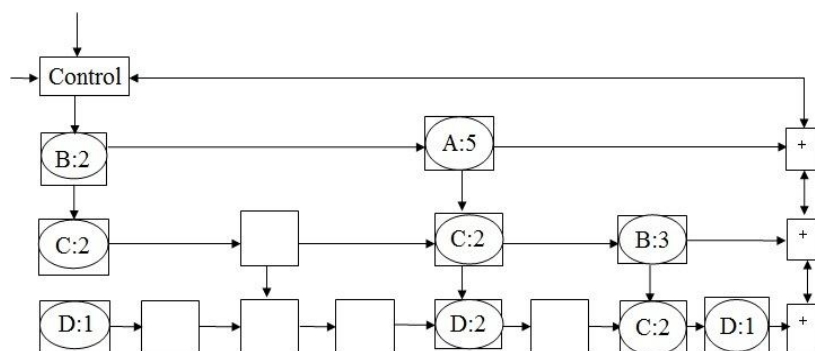 Control
B:2 A:5 +
C:2 C:2 B:3 +
D:1 D:2 C:2 D:1 +